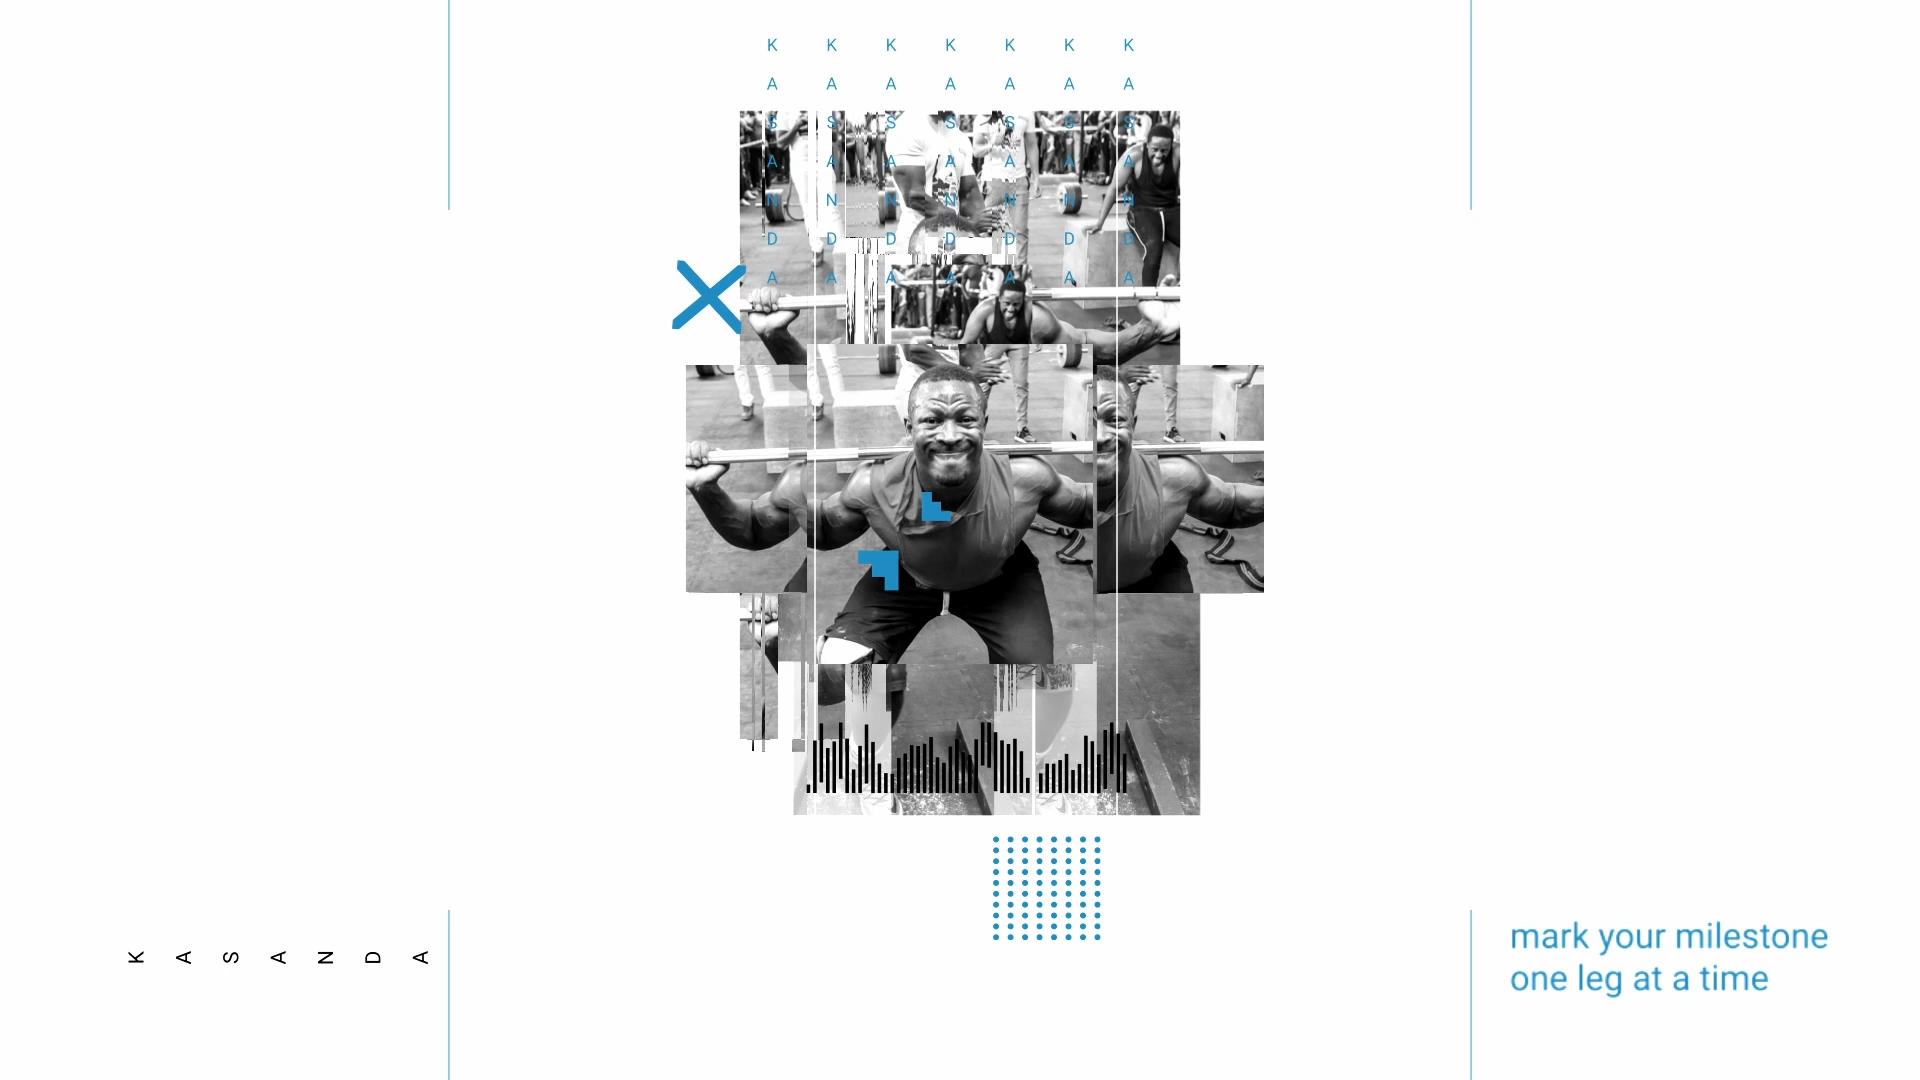 K K K K K K K
A A A A A A A
S S S S S S S
A A A A A A A
N N N N N N N
D D D D D D D
A A A A A A A
K A S A N D A
mark your milestone
one leg at a time